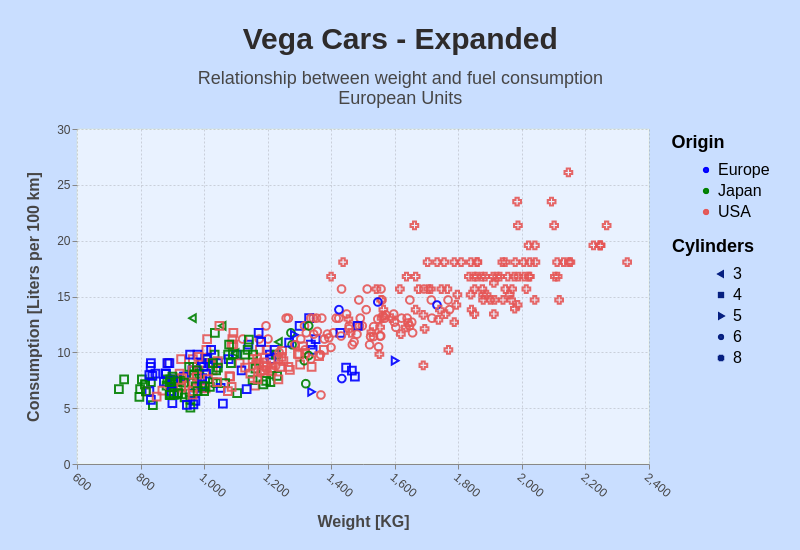 Vega Cars - Expanded
Relationship between weight and fuel consumption
European Units
Consumption [Liters per 100 km]
30
25
20
15
10
5
0
600
800
1,000
1,200
1,400
1,600
1,800
2,000
2,200
2,400
Weight [KG]
Origin
Europe
Japan
USA
Cylinders
3
4
5
6
8